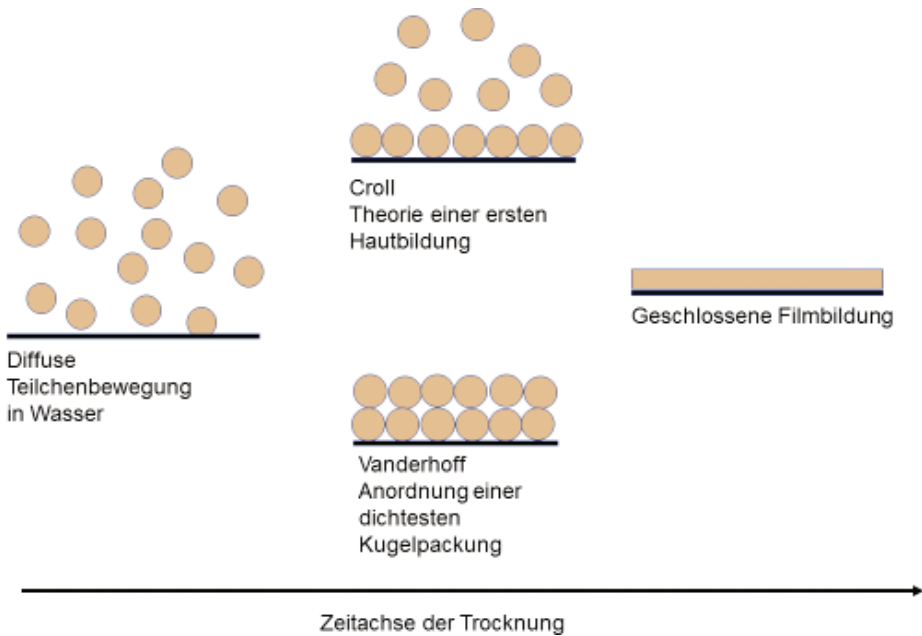 Croll
Theorie einer ersten
Hautbildung
Geschlossene Filmbildung
Diffuse
Teilchenbewegung
in Wasser
Vanderhoff
Anordnung einer
dichtesten
Kugelpackung
Zeitachse der Trocknung